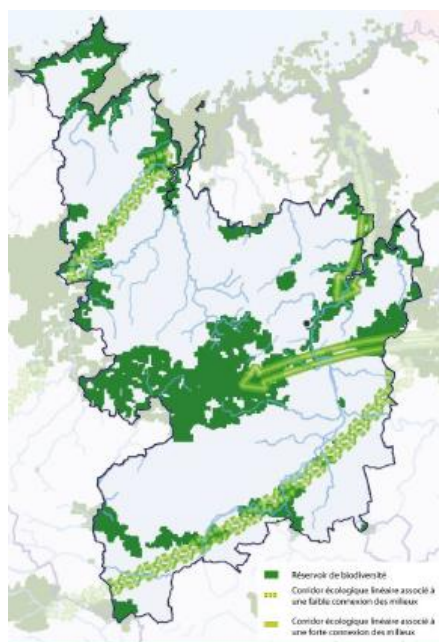 Réservoir de biodiversité
Corridor écologique linéaire associé à
une faible connexion des milieux
Corridor écologique linéaire associé à
une forte connexion des milieux